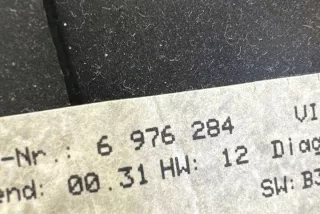 -Nr.: 6 976 284 VI
end: 00.31 HW: 12 Diag
SW: B3